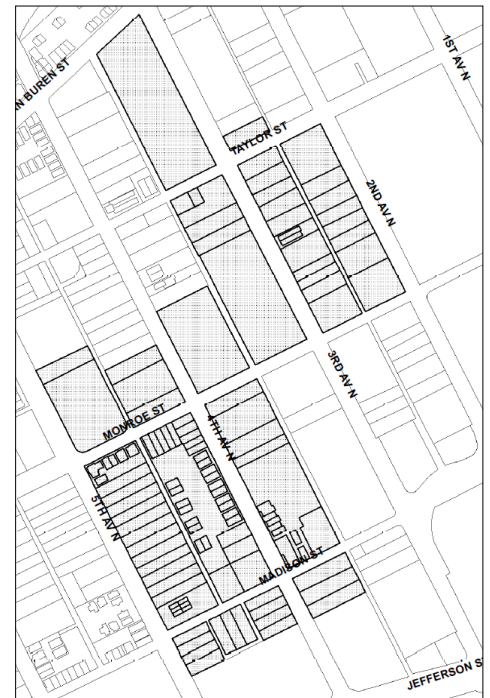 1ST AV N
AN BUREN ST
TAYLOR ST
2ND AV N
3RD AV N
MONROE ST
4TH AV N
5TH AV N
MADISON ST
JEFFERSON S